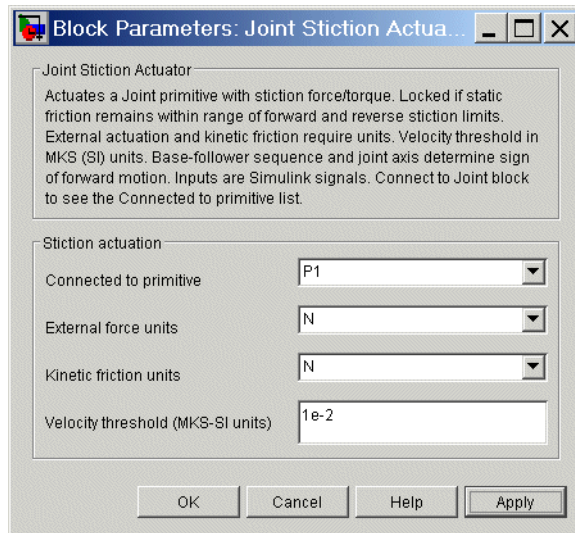 Block Parameters: Joint Stiction Actua...
Joint Stiction Actuator
Actuates a Joint primitive with stiction force/torque. Locked if static
friction remains within range of forward and reverse stiction limits.
External actuation and kinetic friction require units. Velocity threshold in
MKS (SI) units. Base-follower sequence and joint axis determine sign
of forward motion. Inputs are Simulink signals. Connect to Joint block
to see the Connected to primitive list.
Stiction actuation
Connected to primitive P1
External force units N
Kinetic friction units N
Velocity threshold (MKS-SI units) 1e-2
OK Cancel Help Apply